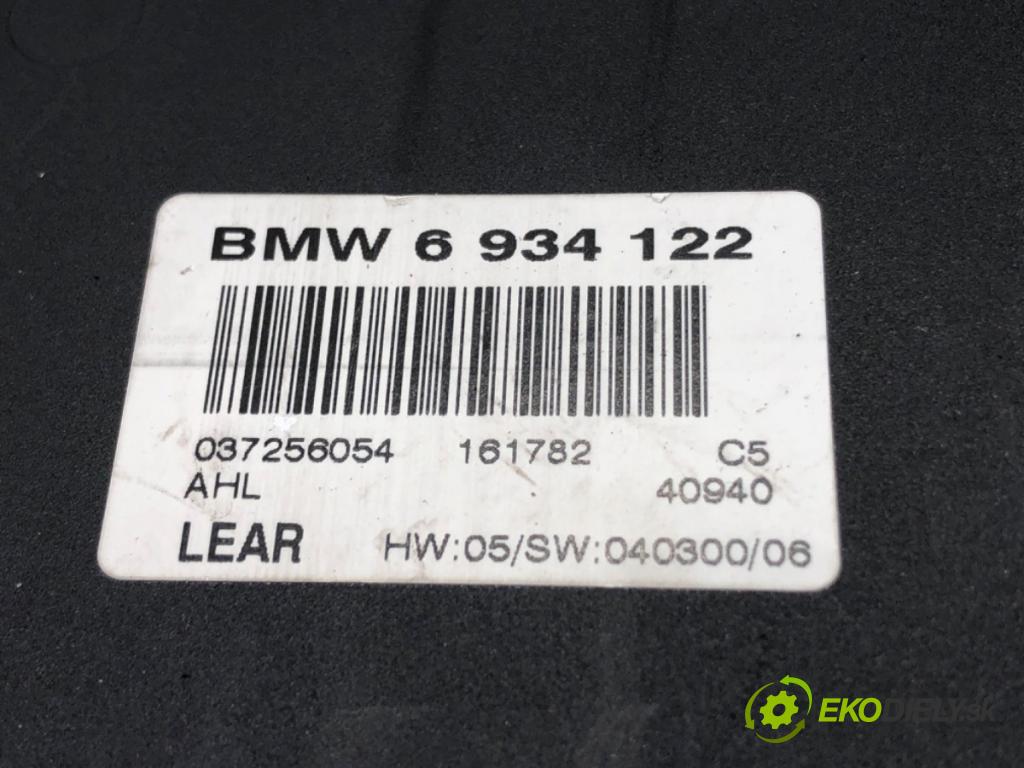 BMW 6 934 122
037256054 161782 C5
AHL 40940
LEAR HW:05/SW:040300/06
EKODIELY.sk